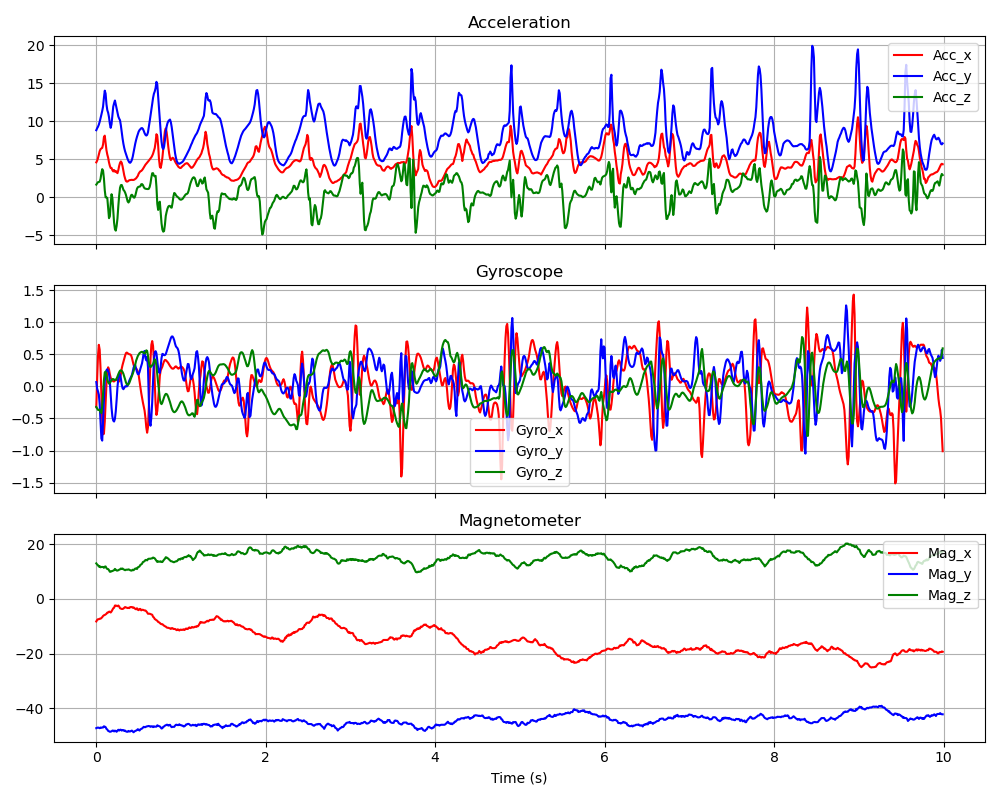 Acceleration
20
15
10
5
0
−5
Acc_x
Acc_y
Acc_z
Gyroscope
1.5
1.0
0.5
0.0
−0.5
−1.0
−1.5
Gyro_x
Gyro_y
Gyro_z
Magnetometer
20
0
−20
−40
Mag_x
Mag_y
Mag_z
0 2 4 6 8 10
Time (s)